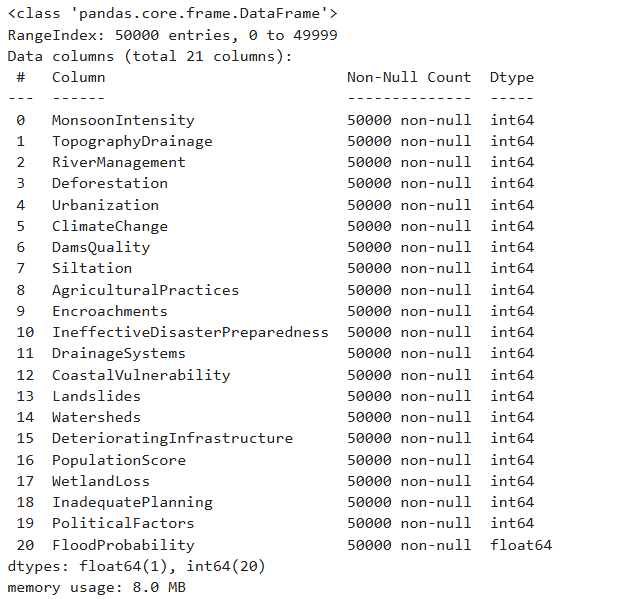 <class 'pandas.core.frame.DataFrame'>
RangeIndex: 50000 entries, 0 to 49999
Data columns (total 21 columns):
 #   Column                           Non-Null Count  Dtype
---  ------                           --------------  -----
 0   MonsoonIntensity                 50000 non-null  int64
 1   TopographyDrainage               50000 non-null  int64
 2   RiverManagement                  50000 non-null  int64
 3   Deforestation                    50000 non-null  int64
 4   Urbanization                     50000 non-null  int64
 5   ClimateChange                    50000 non-null  int64
 6   DamsQuality                      50000 non-null  int64
 7   Siltation                        50000 non-null  int64
 8   AgriculturalPractices            50000 non-null  int64
 9   Encroachments                    50000 non-null  int64
 10  IneffectiveDisasterPreparedness  50000 non-null  int64
 11  DrainageSystems                  50000 non-null  int64
 12  CoastalVulnerability             50000 non-null  int64
 13  Landslides                       50000 non-null  int64
 14  Watersheds                       50000 non-null  int64
 15  DeterioratingInfrastructure      50000 non-null  int64
 16  PopulationScore                  50000 non-null  int64
 17  WetlandLoss                      50000 non-null  int64
 18  InadequatePlanning               50000 non-null  int64
 19  PoliticalFactors                 50000 non-null  int64
 20  FloodProbability                 50000 non-null  float64
dtypes: float64(1), int64(20)
memory usage: 8.0 MB